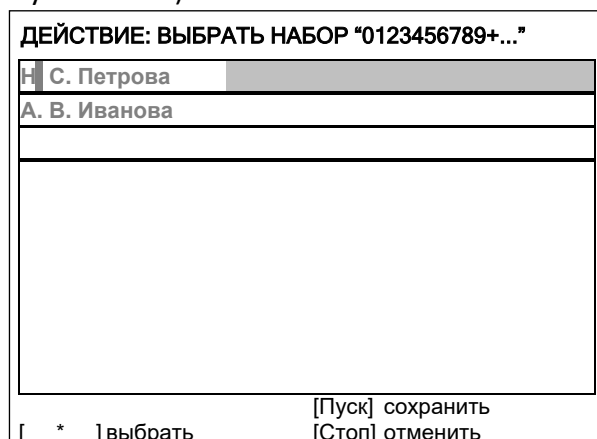 ДЕЙСТВИЕ: ВЫБРАТЬ НАБОР “0123456789+...”
Н С. Петрова
А. В. Иванова
[Пуск] сохранить
[ * ] выбрать [Стоп] отменить